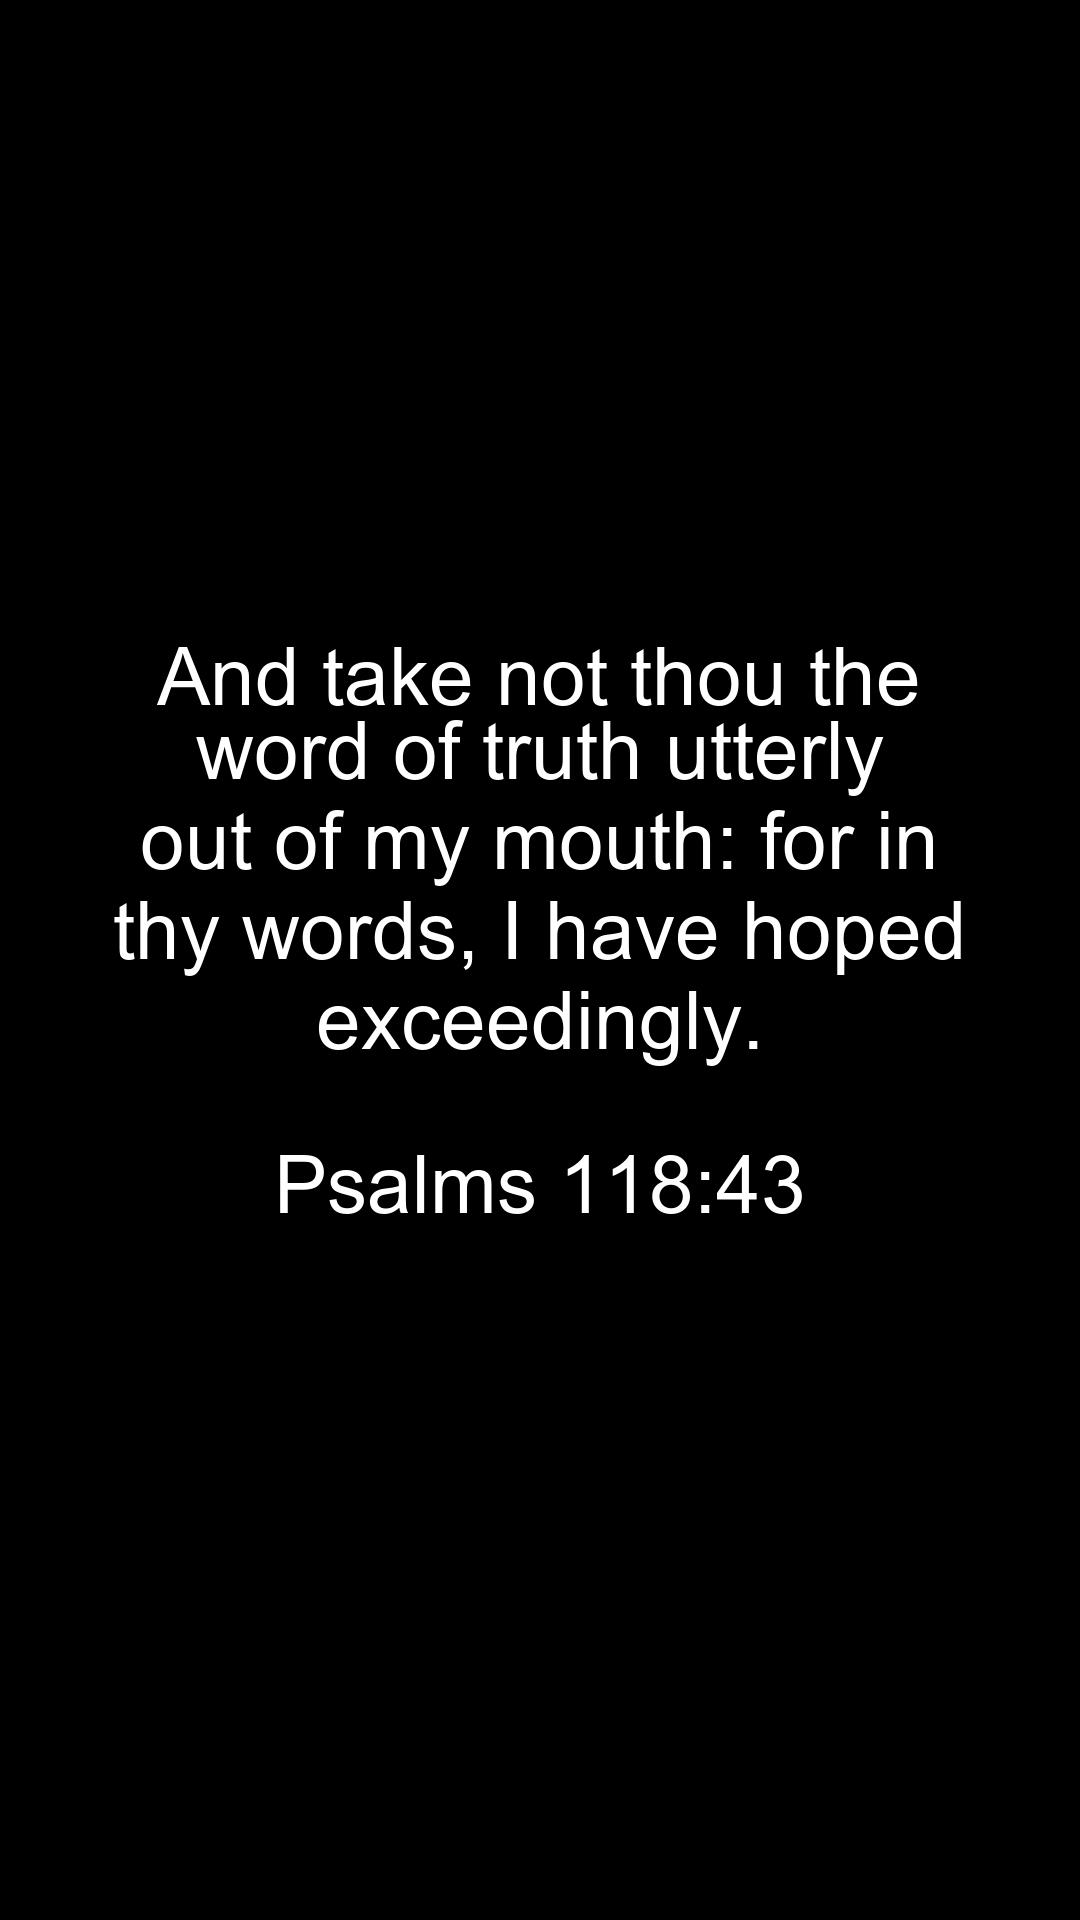 And take not thou the
word of truth utterly
out of my mouth: for in
thy words, I have hoped
exceedingly.
Psalms 118:43